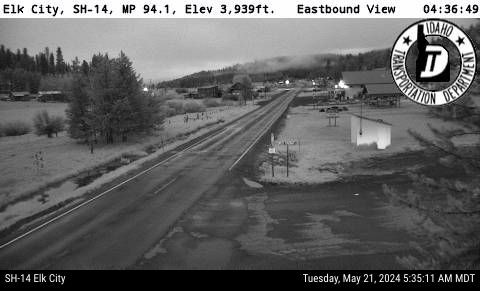 Elk City, SH-14, MP 94.1, Elev 3,939ft. Eastbound View 04:36:49
IDAHO
TRANSPORTATION DEPARTMENT
SH-14 Elk City Tuesday, May 21, 2024 5:35:11 AM MDT